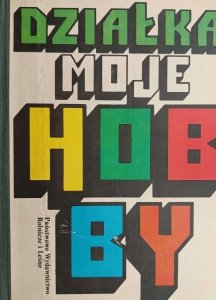 DZIAŁKA
MOJE
HOB
BY
Państwowe Wydawnictwo
Rolnicze i Leśne